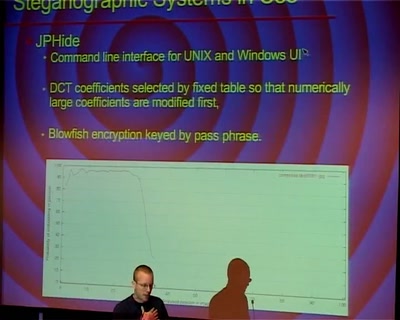 Steganographic Systems in Use
JPHide
• Command line interface for UNIX and Windows UI
• DCT coefficients selected by fixed table so that numerically
large coefficients are modified first,
• Blowfish encryption keyed by pass phrase.